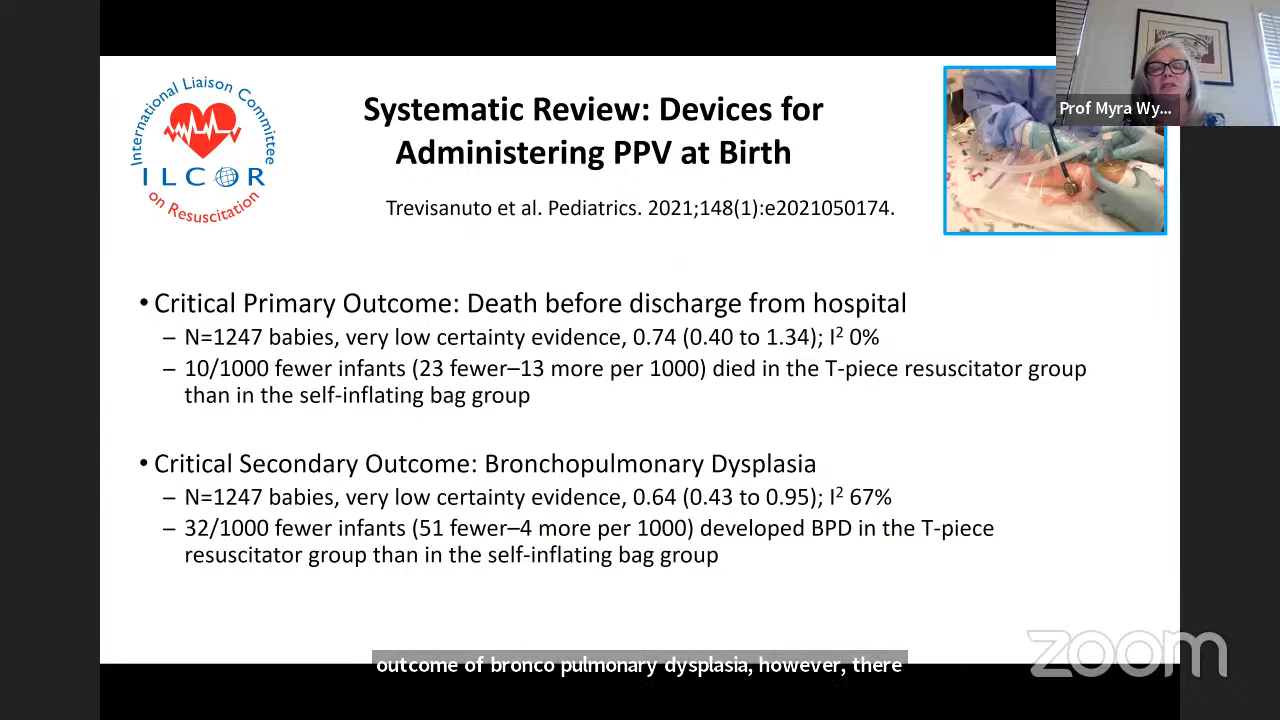 International Liaison Committee
ILCOR
on Resuscitation
Systematic Review: Devices for
Administering PPV at Birth
Trevisanuto et al. Pediatrics. 2021;148(1):e2021050174.
Prof Myra Wy...
• Critical Primary Outcome: Death before discharge from hospital
– N=1247 babies, very low certainty evidence, 0.74 (0.40 to 1.34); I² 0%
– 10/1000 fewer infants (23 fewer–13 more per 1000) died in the T-piece resuscitator group
than in the self-inflating bag group
• Critical Secondary Outcome: Bronchopulmonary Dysplasia
– N=1247 babies, very low certainty evidence, 0.64 (0.43 to 0.95); I² 67%
– 32/1000 fewer infants (51 fewer–4 more per 1000) developed BPD in the T-piece
resuscitator group than in the self-inflating bag group
zoom
outcome of bronco pulmonary dysplasia, however, there